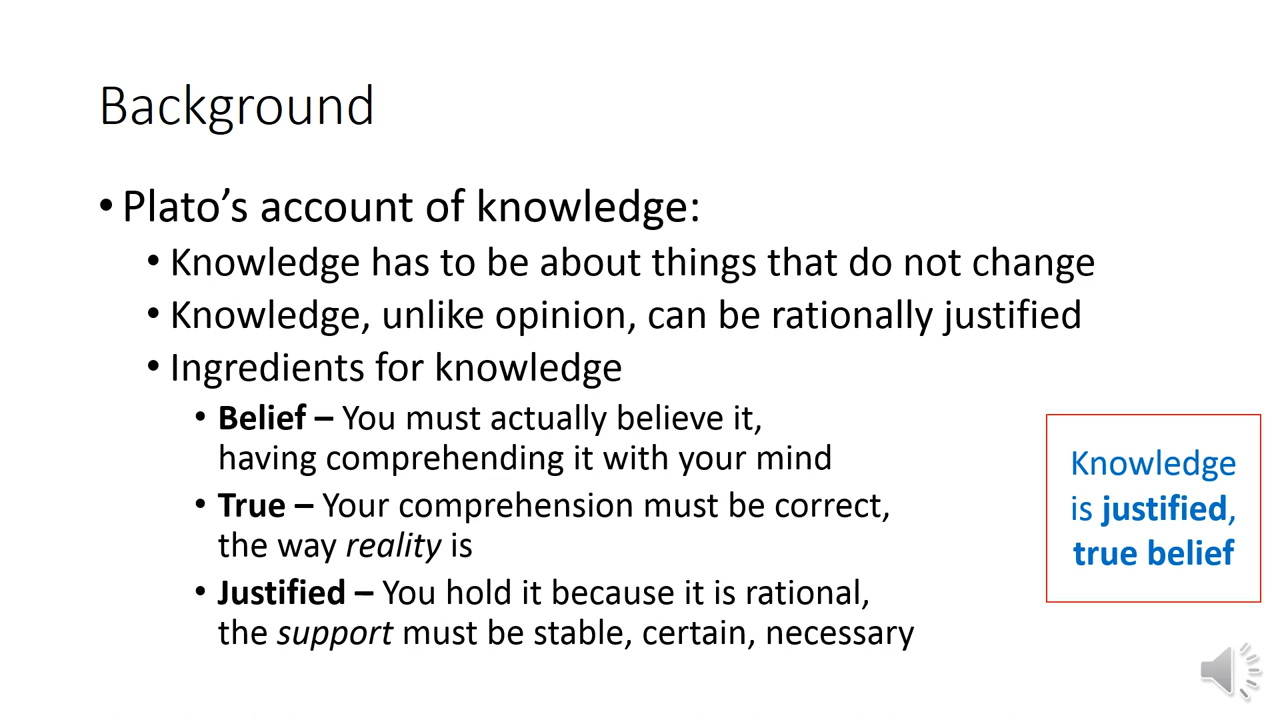 Background
• Plato’s account of knowledge:
• Knowledge has to be about things that do not change
• Knowledge, unlike opinion, can be rationally justified
• Ingredients for knowledge
• Belief – You must actually believe it,
having comprehending it with your mind
• True – Your comprehension must be correct,
the way reality is
• Justified – You hold it because it is rational,
the support must be stable, certain, necessary
Knowledge
is justified,
true belief